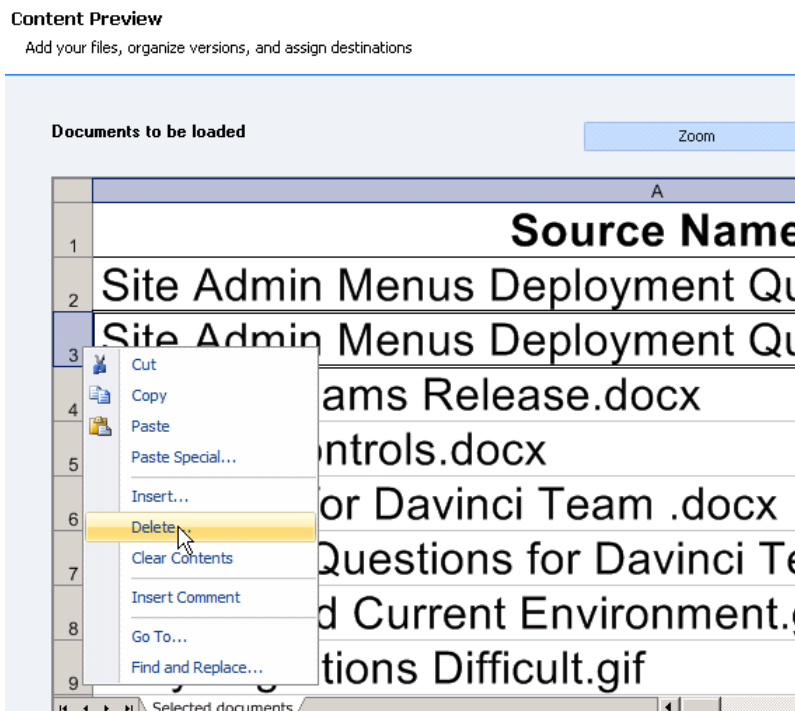 Content Preview
Add your files, organize versions, and assign destinations
Documents to be loaded
Zoom
A
1 Source Name
2 Site Admin Menus Deployment Qu
3 Site Admin Menus Deployment Qu
4 ams Release.docx
5 ntrols.docx
6 or Davinci Team .docx
7 Questions for Davinci Te
8 d Current Environment.g
9 tions Difficult.gif
Cut
Copy
Paste
Paste Special...
Insert...
Delete...
Clear Contents
Insert Comment
Go To...
Find and Replace...
Selected documents